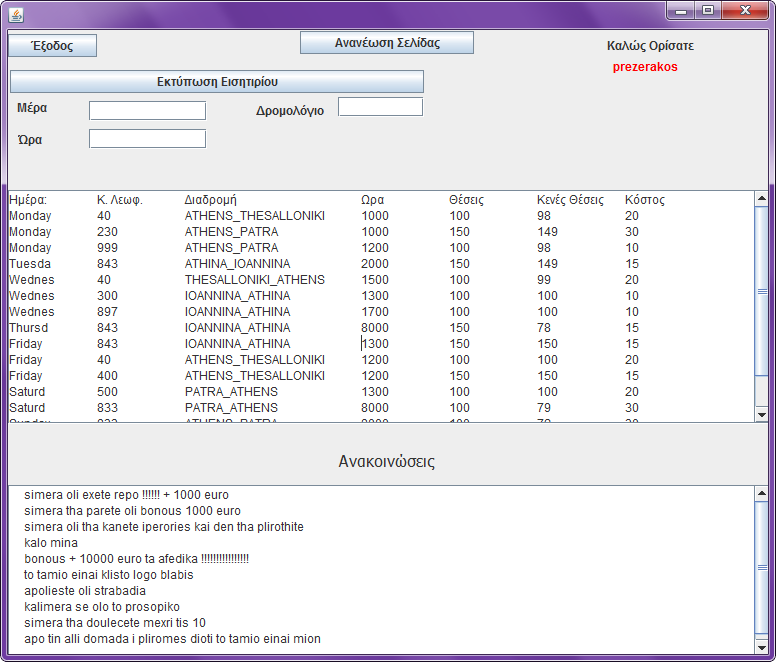 Έξοδος Ανανέωση Σελίδας Καλώς Ορίσατε
prezerakos
Εκτύπωση Εισητιρίου
Μέρα Δρομολόγιο
Ώρα
Ημέρα: Κ. Λεωφ. Διαδρομή Ωρα Θέσεις Κενές Θέσεις Κόστος
Monday 40 ATHENS_THESALLONIKI 1000 100 98 20
Monday 230 ATHENS_PATRA 1000 150 149 30
Monday 999 ATHENS_PATRA 1200 100 98 10
Tuesda 843 ATHINA_IOANNINA 2000 150 149 15
Wednes 40 THESALLONIKI_ATHENS 1500 100 99 20
Wednes 300 IOANNINA_ATHINA 1300 100 100 10
Wednes 897 IOANNINA_ATHINA 1700 100 100 10
Thursd 843 IOANNINA_ATHINA 8000 150 78 15
Friday 843 IOANNINA_ATHINA 1300 150 150 15
Friday 40 ATHENS_THESALLONIKI 1200 100 100 20
Friday 400 ATHENS_THESALLONIKI 1200 150 150 15
Saturd 500 PATRA_ATHENS 1300 100 100 20
Saturd 833 PATRA_ATHENS 8000 100 79 30
Ανακοινώσεις
simera oli exete repo !!!!!! + 1000 euro
simera tha parete oli bonous 1000 euro
simera oli tha kanete iperories kai den tha plirothite
kalo mina
bonous + 10000 euro ta afedika !!!!!!!!!!!!!!!!
to tamio einai klisto logo blabis
apolieste oli strabadia
kalimera se olo to prosopiko
simera tha doulecete mexri tis 10
apo tin alli domada i pliromes dioti to tamio einai mion